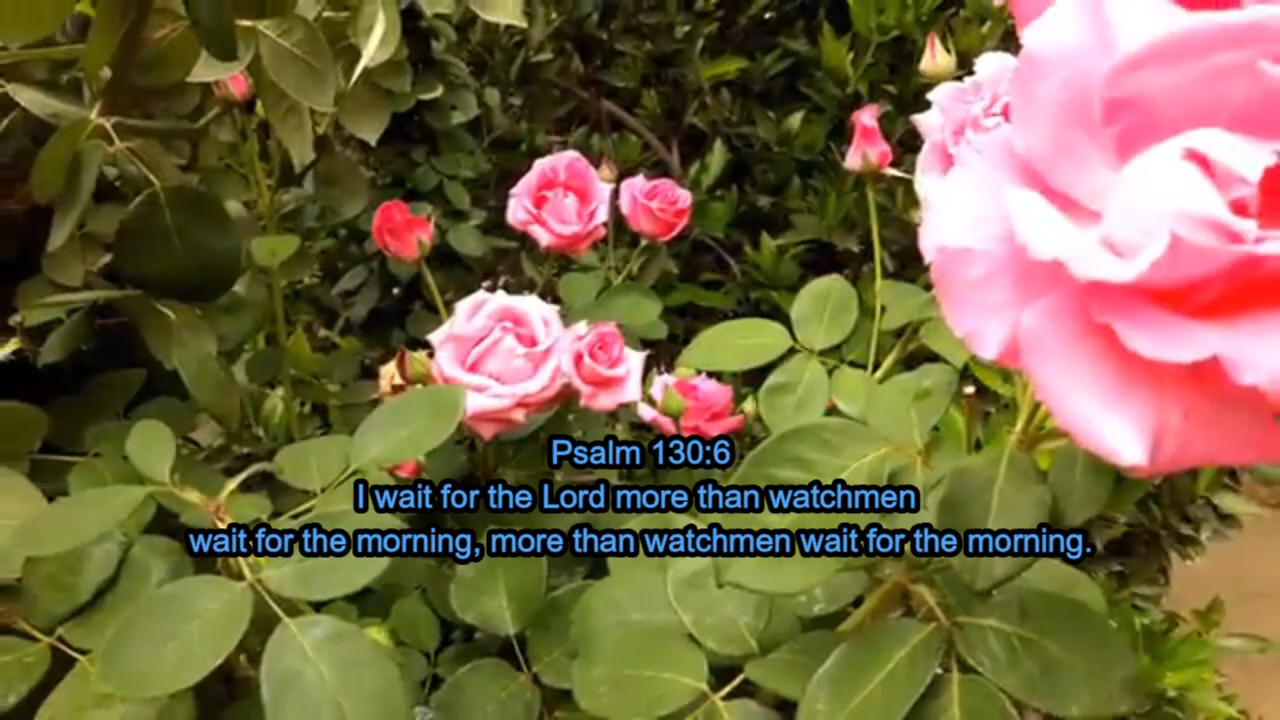 Psalm 130:6
I wait for the Lord more than watchmen
wait for the morning, more than watchmen wait for the morning.